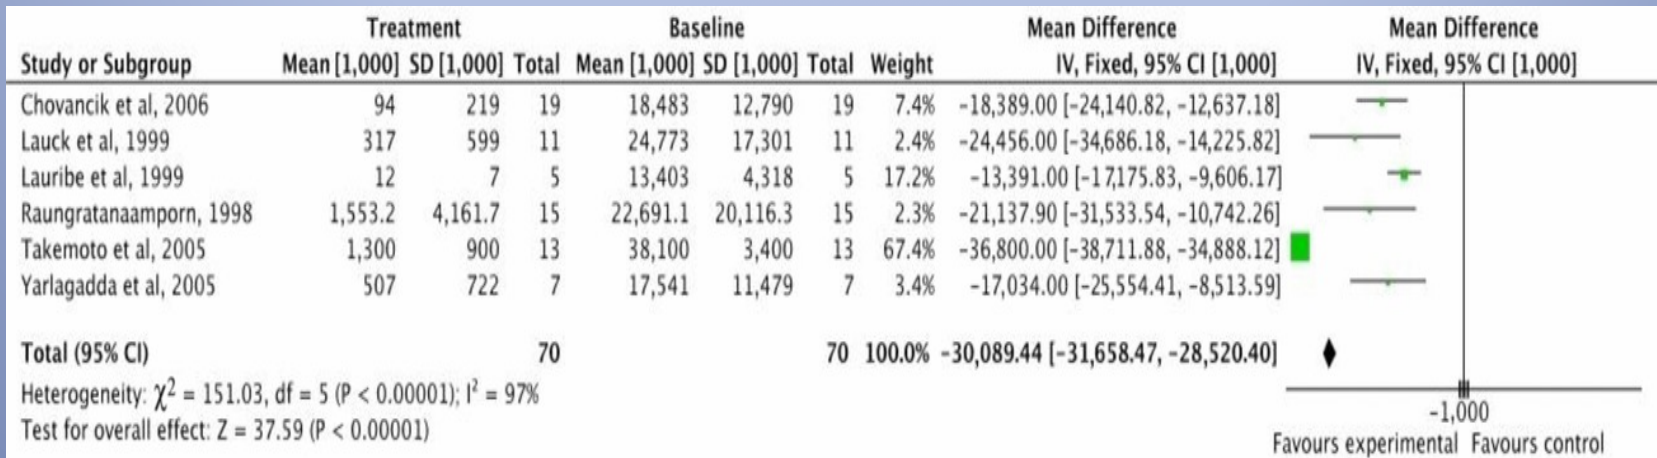 Treatment Baseline Mean Difference Mean Difference
Study or Subgroup Mean [1,000] SD [1,000] Total Mean [1,000] SD [1,000] Total Weight IV, Fixed, 95% CI [1,000] IV, Fixed, 95% CI [1,000]
Chovancik et al, 2006 94 219 19 18,483 12,790 19 7.4% -18,389.00 [-24,140.82, -12,637.18]
Lauck et al, 1999 317 599 11 24,773 17,301 11 2.4% -24,456.00 [-34,686.18, -14,225.82]
Lauribe et al, 1999 12 7 5 13,403 4,318 5 17.2% -13,391.00 [-17,175.83, -9,606.17]
Raungratanaamporn, 1998 1,553.2 4,161.7 15 22,691.1 20,116.3 15 2.3% -21,137.90 [-31,533.54, -10,742.26]
Takemoto et al, 2005 1,300 900 13 38,100 3,400 13 67.4% -36,800.00 [-38,711.88, -34,888.12]
Yarlagadda et al, 2005 507 722 7 17,541 11,479 7 3.4% -17,034.00 [-25,554.41, -8,513.59]
Total (95% CI) 70 70 100.0% -30,089.44 [-31,658.47, -28,520.40]
Heterogeneity: χ² = 151.03, df = 5 (P < 0.00001); I² = 97%
Test for overall effect: Z = 37.59 (P < 0.00001)
-1,000
Favours experimental Favours control